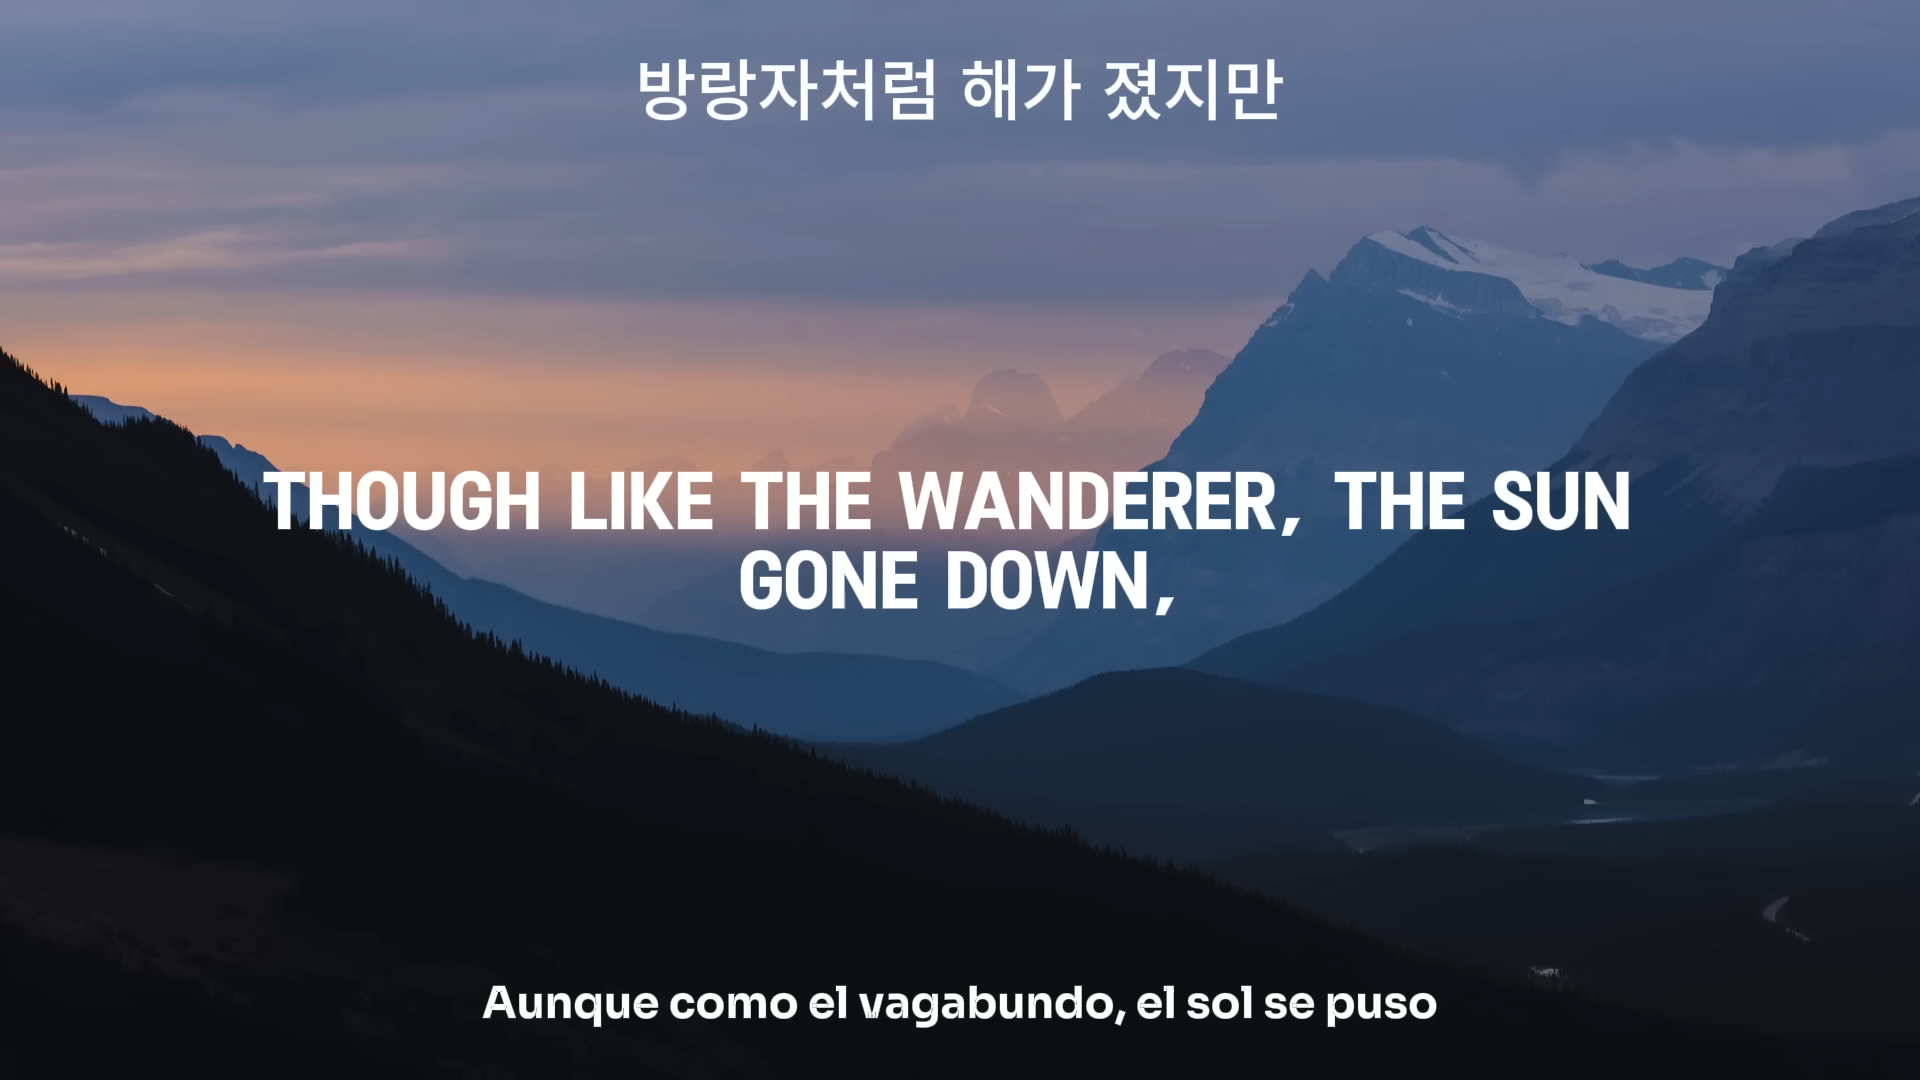 방랑자처럼 해가 졌지만
THOUGH LIKE THE WANDERER, THE SUN
GONE DOWN,
Aunque como el vagabundo, el sol se puso